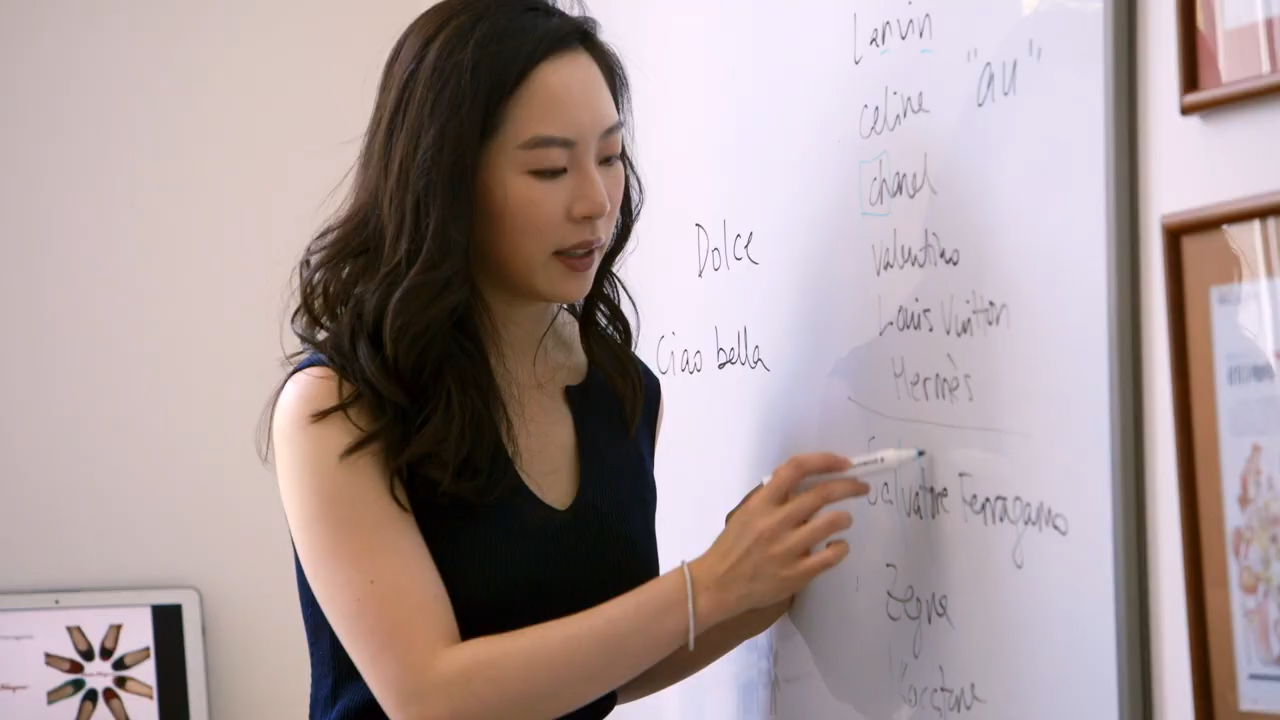 Lanvin
"au"
celine
chanel
valentino
Louis Vuitton
Hermès
Dolce
Ciao bella
Salvatore Ferragamo
Zegna